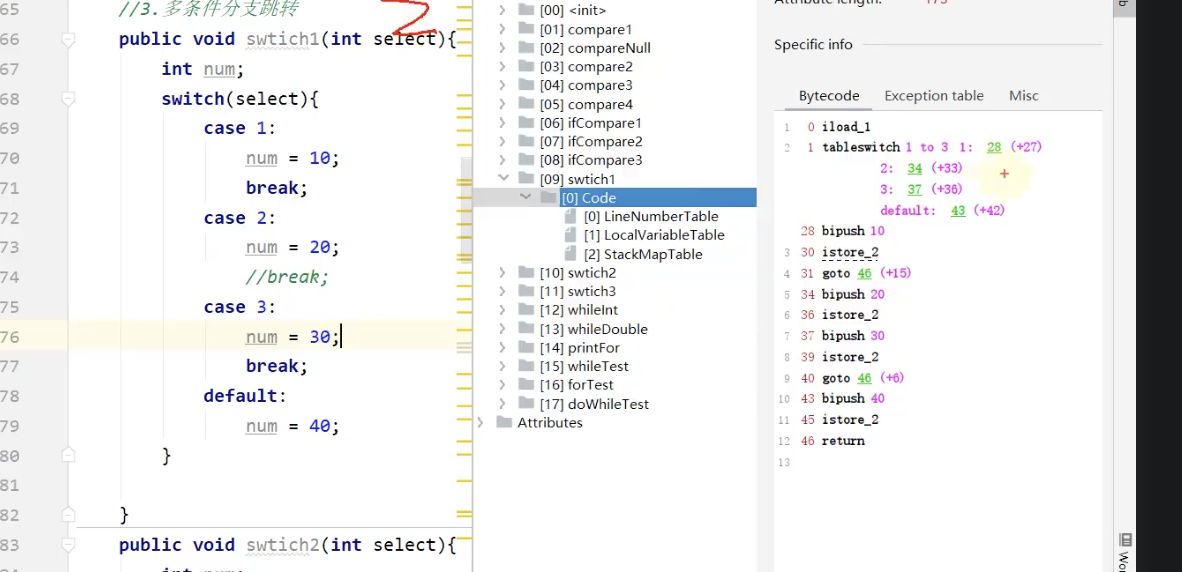 65 //3.多条件分支跳转
66 public void swtich1(int select){
67 int num;
68 switch(select){
69 case 1:
70 num = 10;
71 break;
72 case 2:
73 num = 20;
74 //break;
75 case 3:
76 num = 30;
77 break;
78 default:
79 num = 40;
80 }
81
82 }
83 public void swtich2(int select){
int num;
[00] <init>
[01] compare1
[02] compareNull
[03] compare2
[04] compare3
[05] compare4
[06] ifCompare1
[07] ifCompare2
[08] ifCompare3
[09] swtich1
[0] Code
[0] LineNumberTable
[1] LocalVariableTable
[2] StackMapTable
[10] swtich2
[11] swtich3
[12] whileInt
[13] whileDouble
[14] printFor
[15] whileTest
[16] forTest
[17] doWhileTest
Attributes
Attribute length: 173
Specific info
Bytecode Exception table Misc
1 0 iload_1
2 1 tableswitch 1 to 3 1: 28 (+27)
2: 34 (+33)
3: 37 (+36)
default: 43 (+42)
28 bipush 10
3 30 istore_2
4 31 goto 46 (+15)
5 34 bipush 20
6 36 istore_2
7 37 bipush 30
8 39 istore_2
9 40 goto 46 (+6)
10 43 bipush 40
11 45 istore_2
12 46 return
13